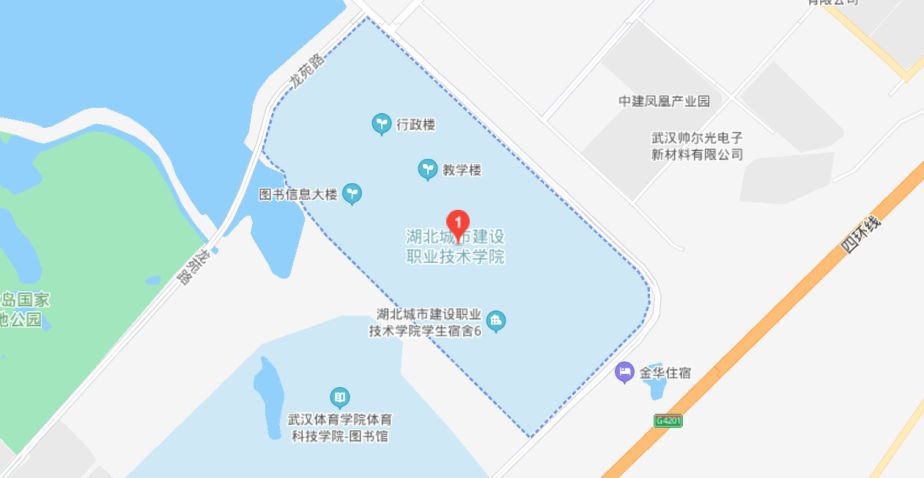 有限公司
龙苑路
中建凤凰产业园
行政楼
武汉帅尔光电子
新材料有限公司
教学楼
图书信息大楼
1
湖北城市建设
职业技术学院
四环线
龙苑路
岛国家
地公园
湖北城市建设职业
技术学院学生宿舍6
金华住宿
G4201
武汉体育学院体育
科技学院-图书馆